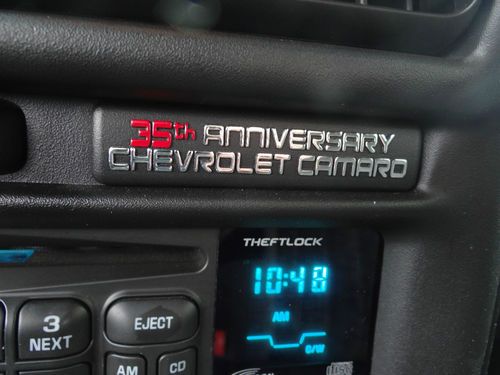 35th ANNIVERSARY
CHEVROLET CAMARO
THEFTLOCK
10:48
AM
3
NEXT
EJECT
AM
CD